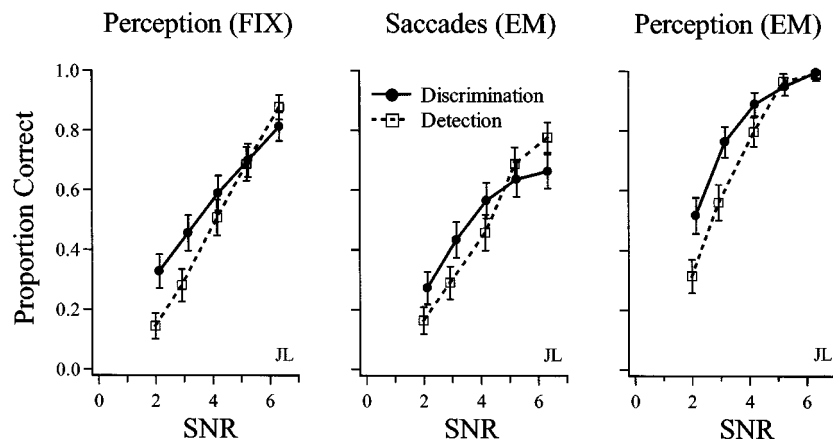 Perception (FIX) Saccades (EM) Perception (EM)
Proportion Correct
1.0
0.8
0.6
0.4
0.2
0.0
Discrimination
Detection
JL JL JL
0 2 4 6 0 2 4 6 0 2 4 6
SNR SNR SNR